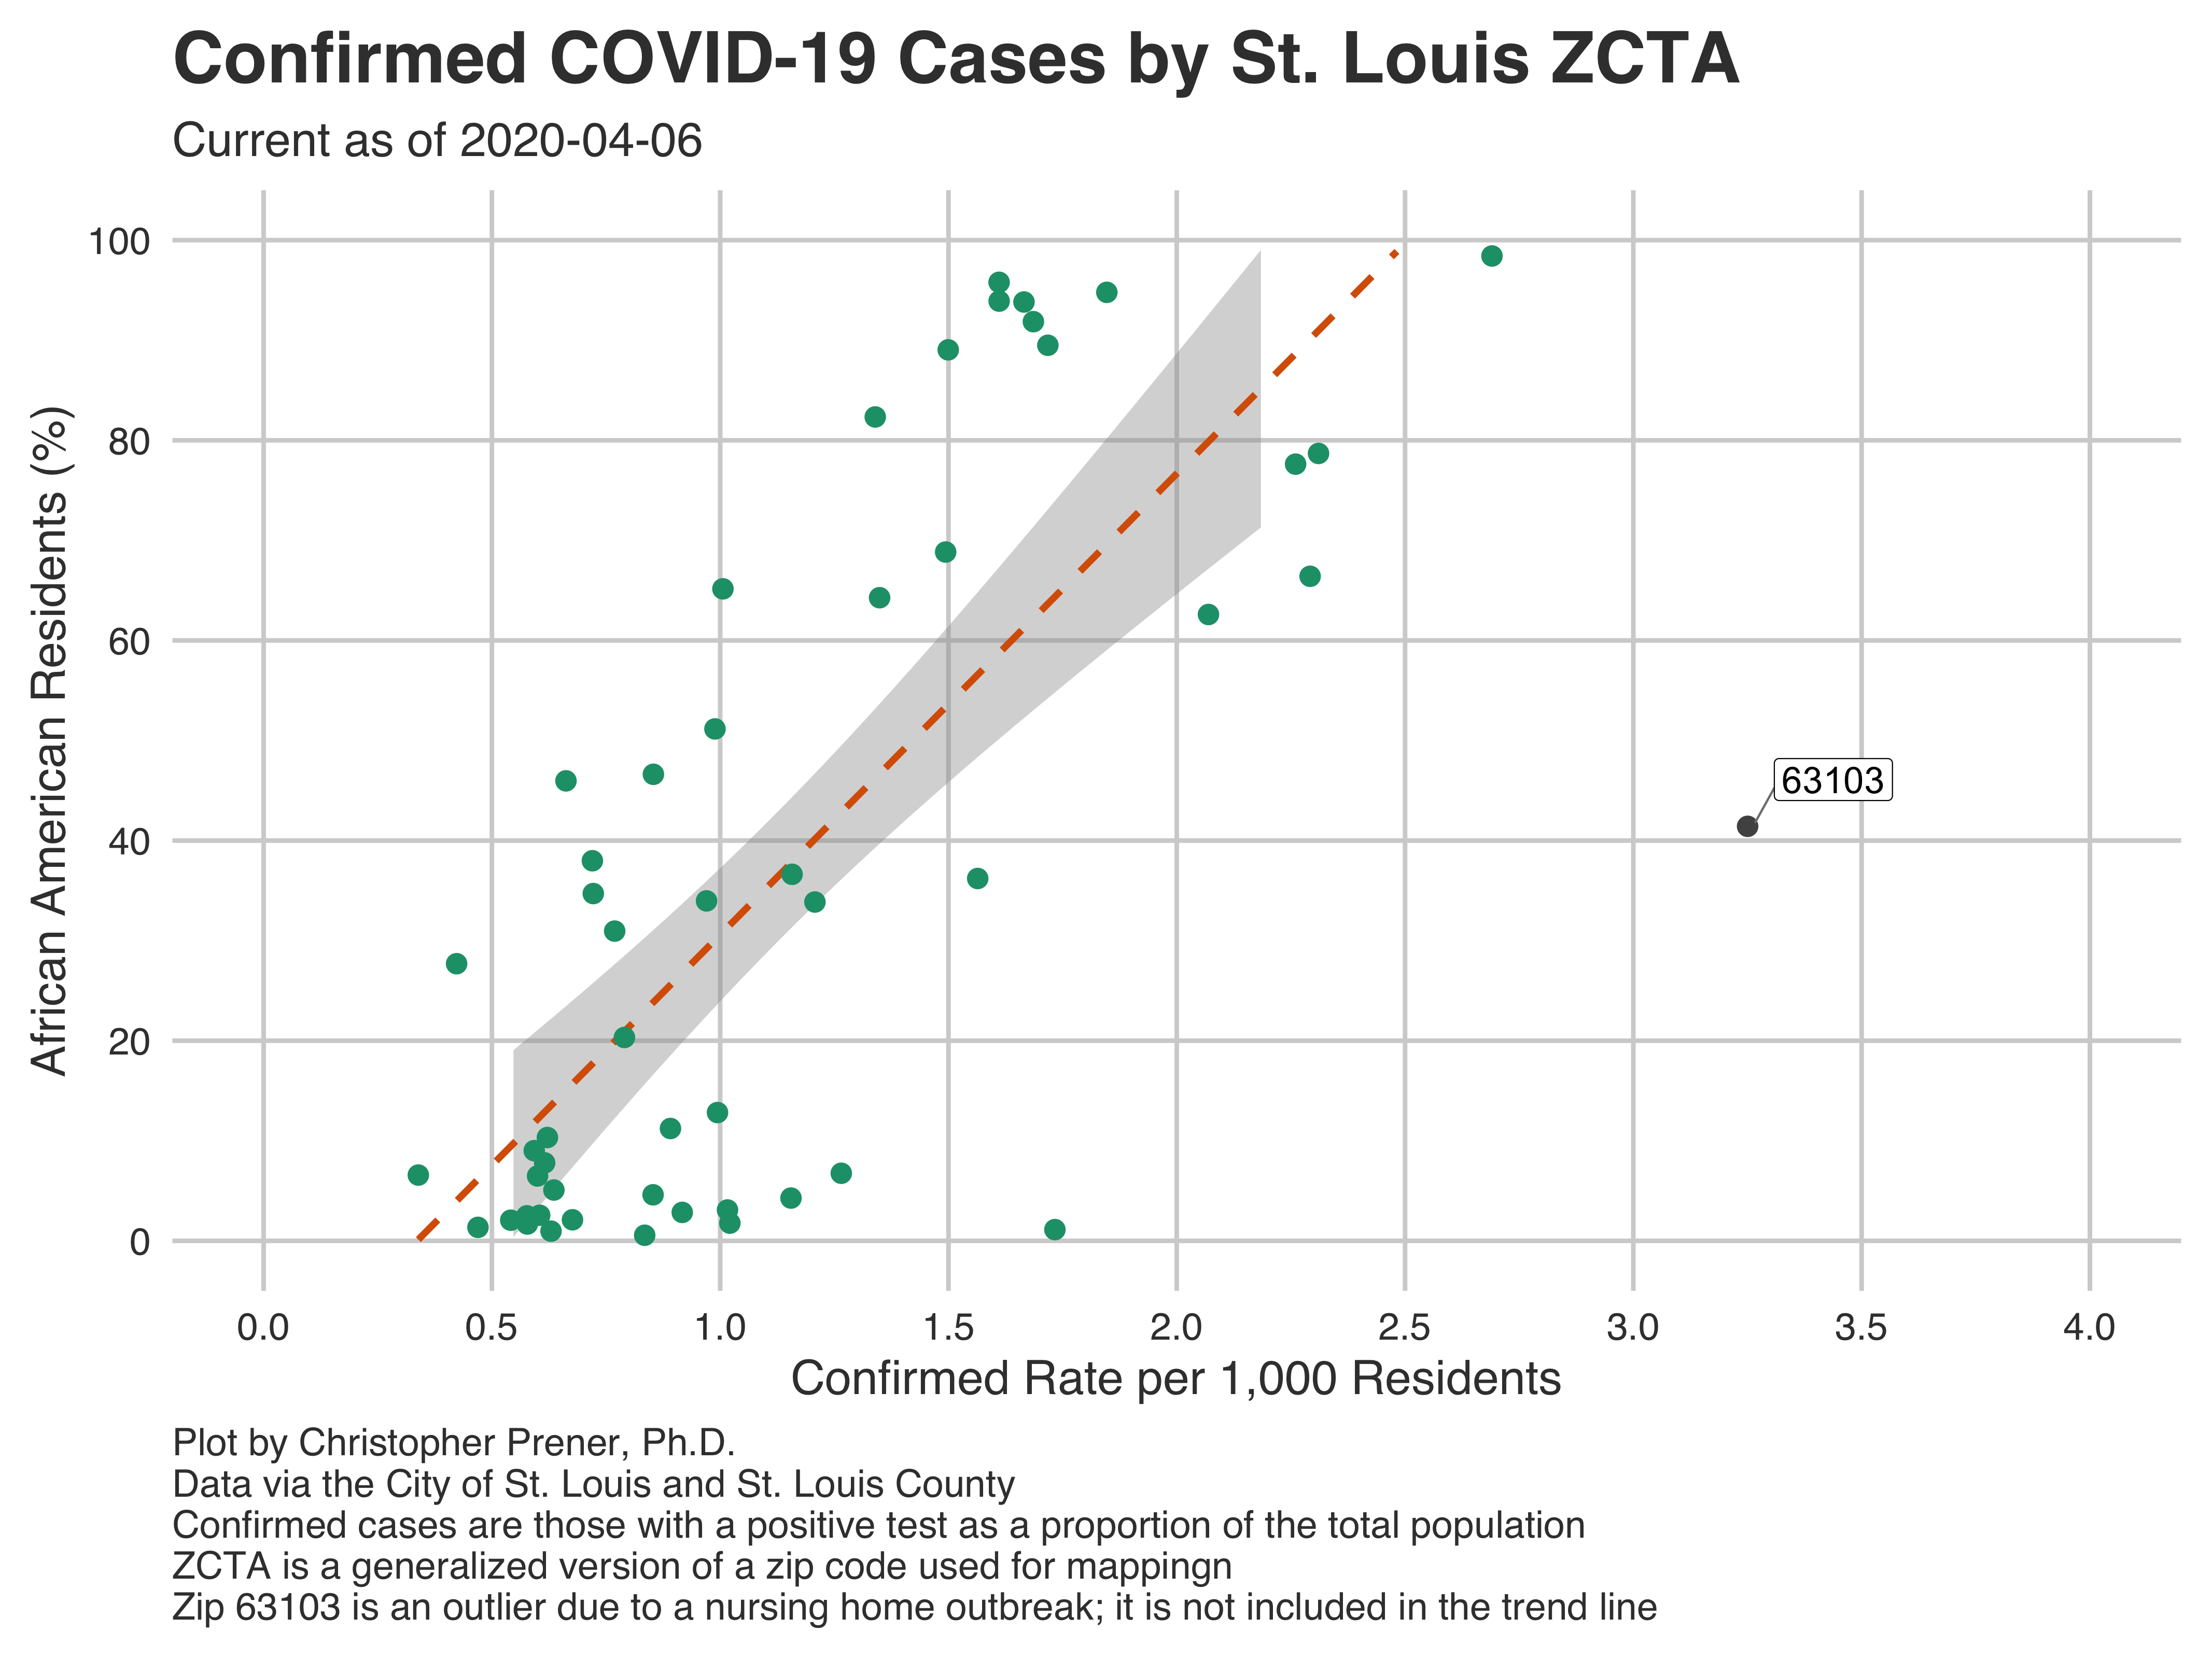 Confirmed COVID-19 Cases by St. Louis ZCTA
Current as of 2020-04-06
African American Residents (%)
100
80
60
40
20
0
63103
0.0 0.5 1.0 1.5 2.0 2.5 3.0 3.5 4.0
Confirmed Rate per 1,000 Residents
Plot by Christopher Prener, Ph.D.
Data via the City of St. Louis and St. Louis County
Confirmed cases are those with a positive test as a proportion of the total population
ZCTA is a generalized version of a zip code used for mappingn
Zip 63103 is an outlier due to a nursing home outbreak; it is not included in the trend line